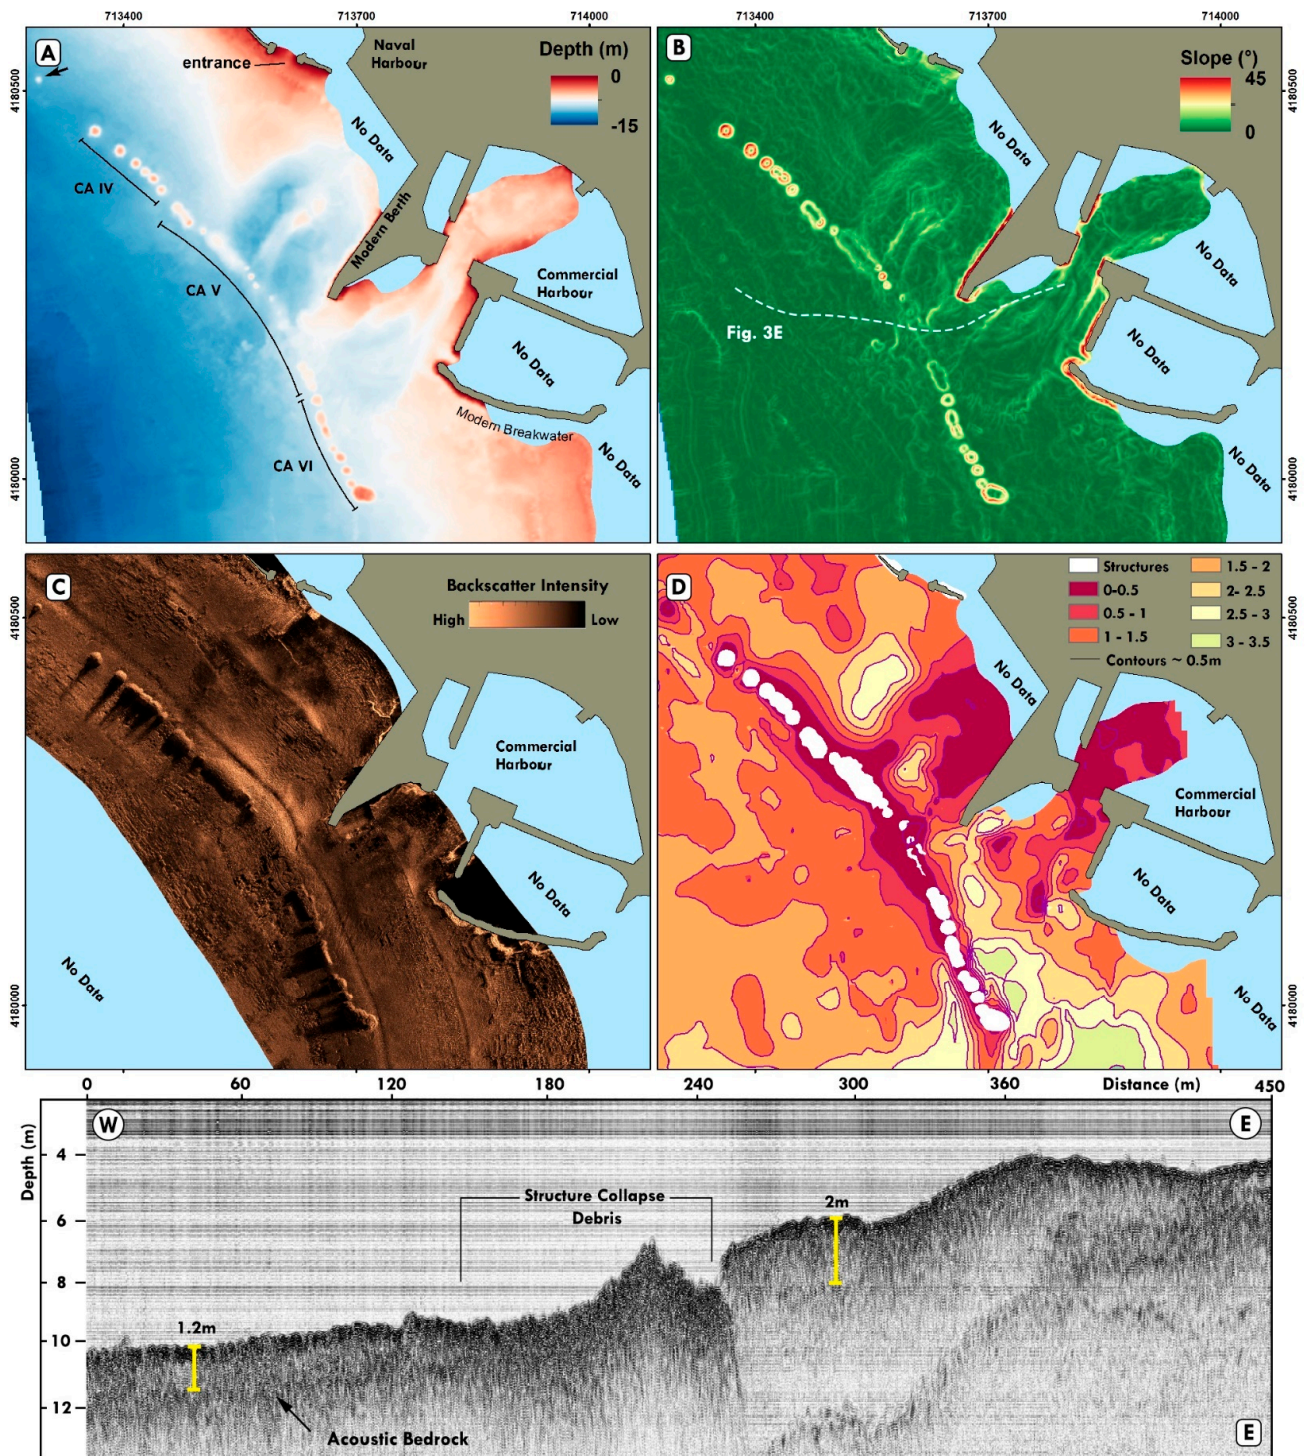 713400
713700
714000
713400
713700
714000
A
entrance
Naval
Harbour
Depth (m)
0
-15
4180500
No Data
CA IV
Modern Berth
CA V
Commercial
Harbour
No Data
Modern Breakwater
CA VI
No Data
4180000
B
Slope (°)
45
0
4180500
No Data
No Data
Fig. 3E
No Data
No Data
4180000
C
Backscatter Intensity
High
Low
4180500
Commercial
Harbour
No Data
No Data
4180000
D
Structures
0-0.5
0.5 - 1
1 - 1.5
1.5 - 2
2- 2.5
2.5 - 3
3 - 3.5
Contours ~ 0.5m
4180500
No Data
Commercial
Harbour
No Data
No Data
4180000
0
60
120
180
240
300
360
Distance (m)
450
W
E
Depth (m)
4
6
8
10
12
Structure Collapse
Debris
2m
1.2m
Acoustic Bedrock
E